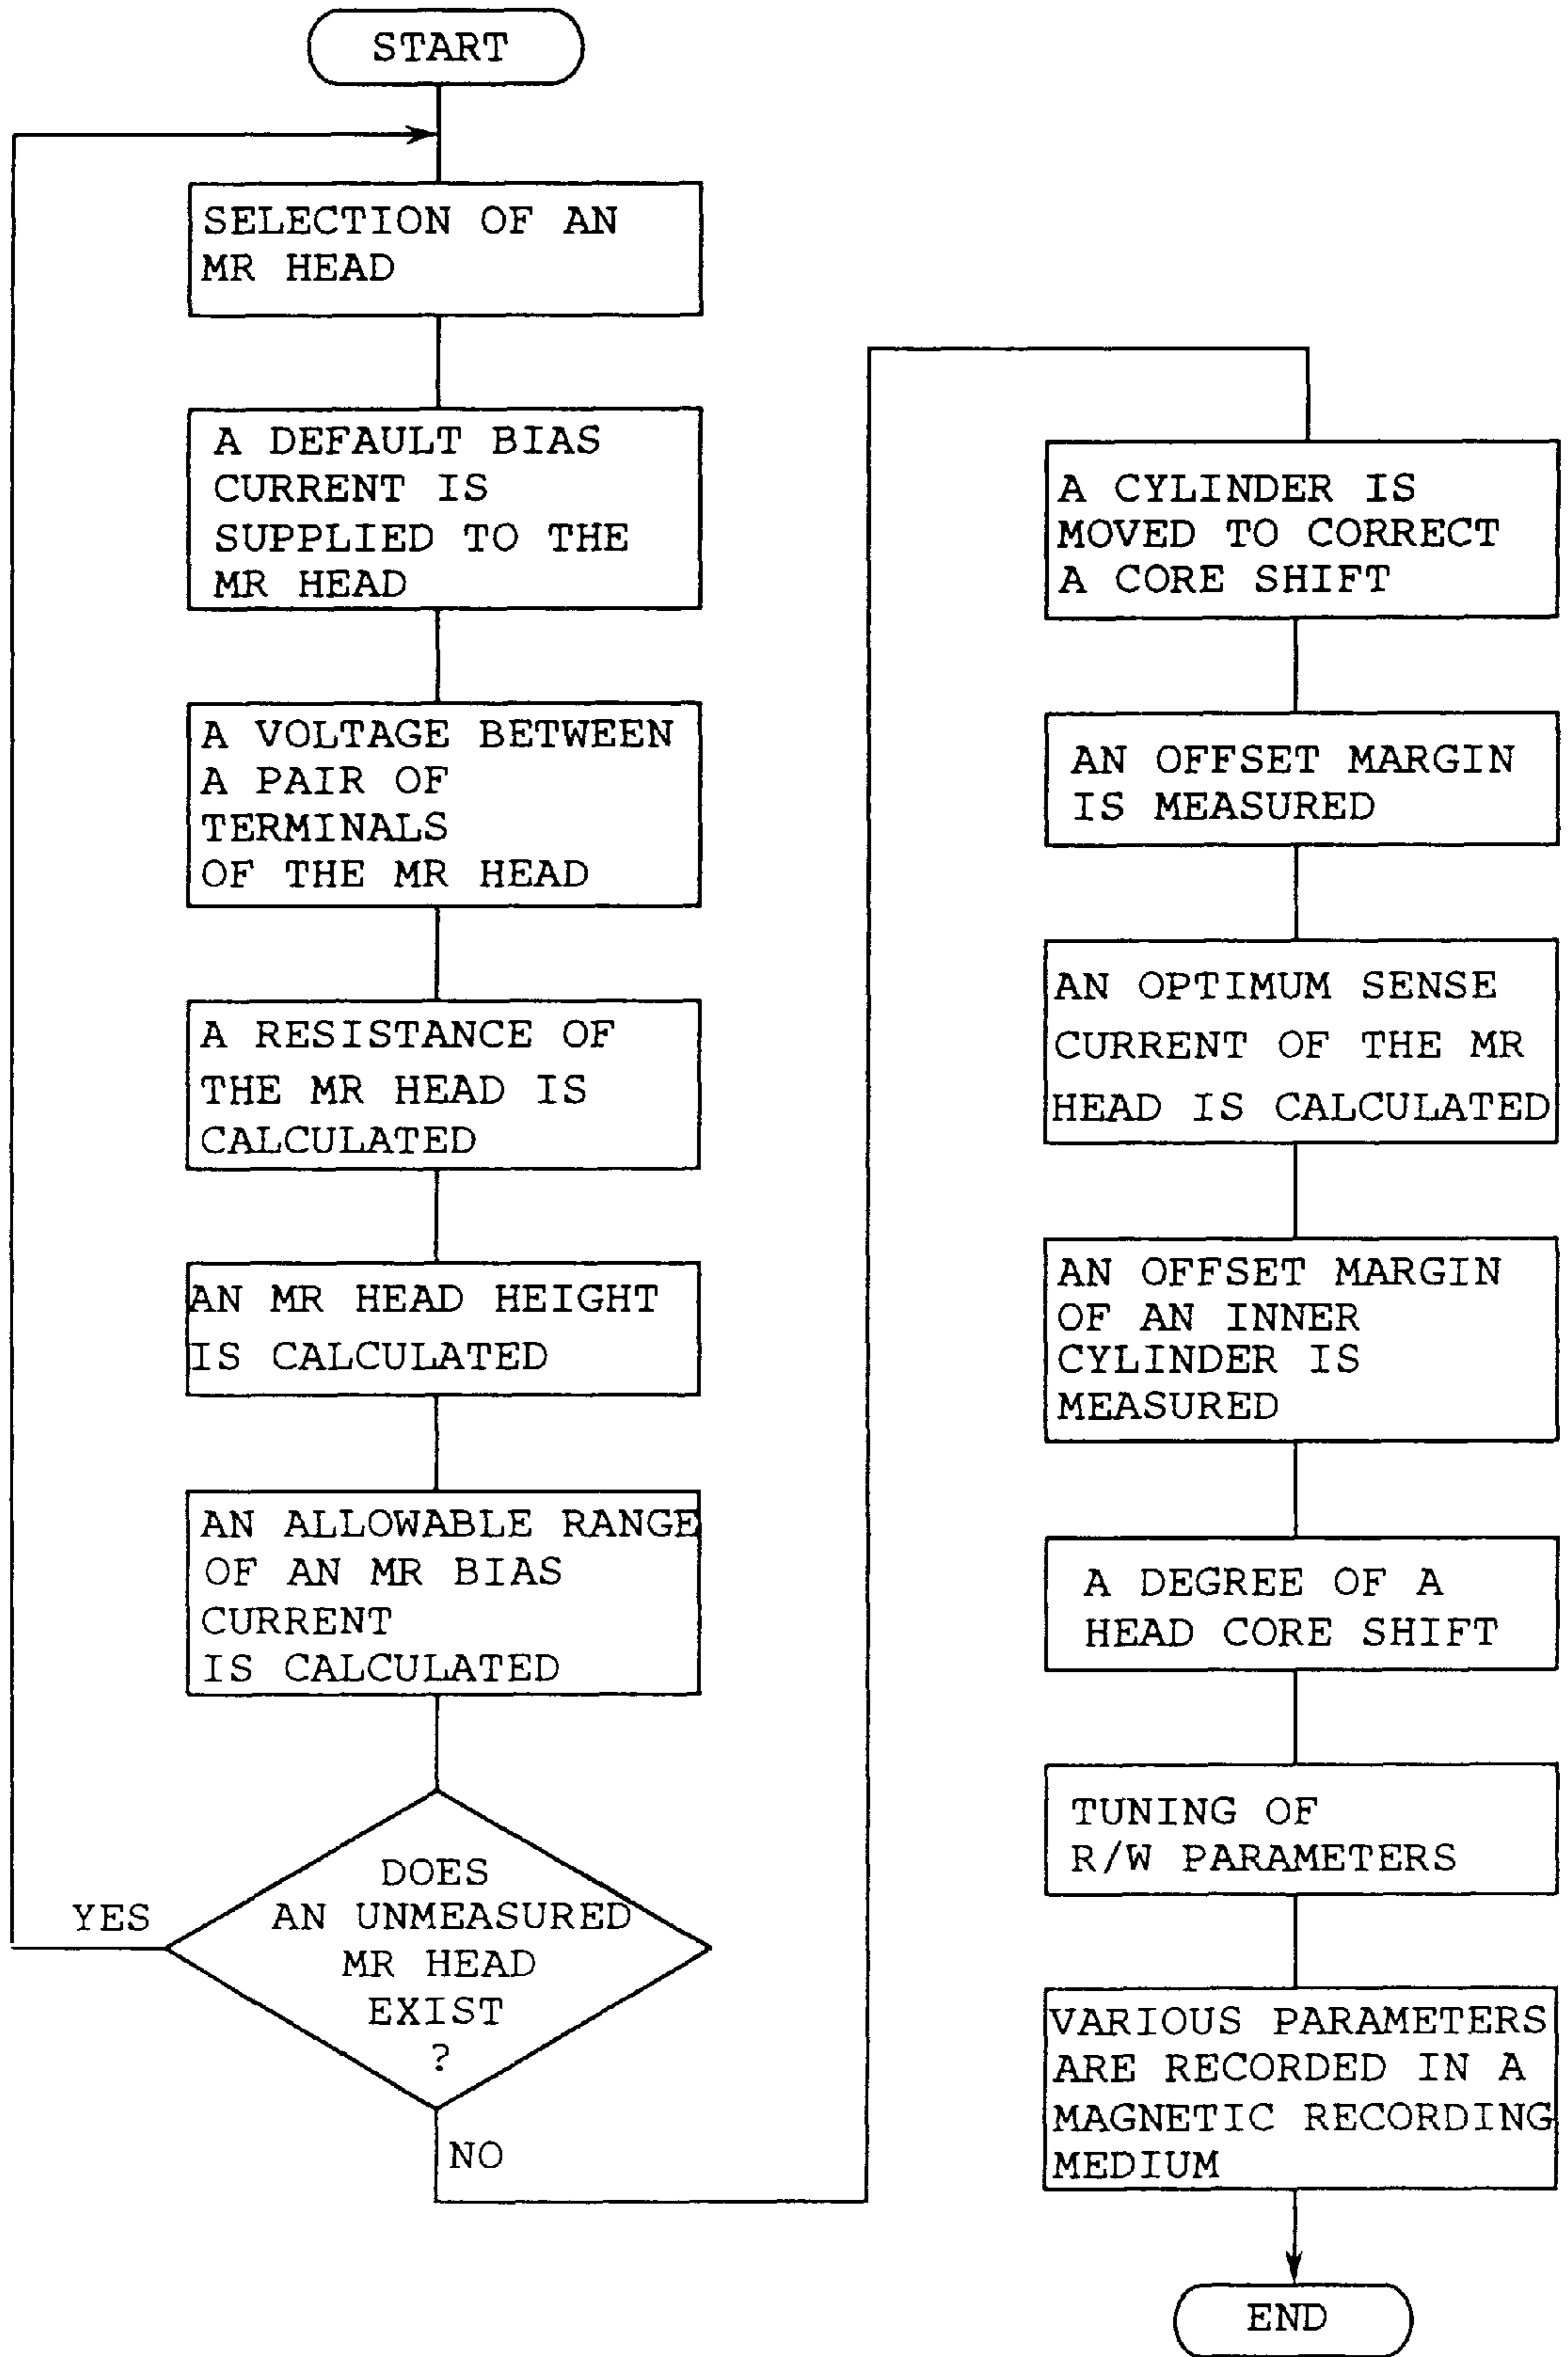 START
SELECTION OF AN
MR HEAD
A DEFAULT BIAS
CURRENT IS
SUPPLIED TO THE
MR HEAD
A VOLTAGE BETWEEN
A PAIR OF
TERMINALS
OF THE MR HEAD
A RESISTANCE OF
THE MR HEAD IS
CALCULATED
AN MR HEAD HEIGHT
IS CALCULATED
AN ALLOWABLE RANGE
OF AN MR BIAS
CURRENT
IS CALCULATED
DOES
AN UNMEASURED
MR HEAD
EXIST
?
YES
NO
A CYLINDER IS
MOVED TO CORRECT
A CORE SHIFT
AN OFFSET MARGIN
IS MEASURED
AN OPTIMUM SENSE
CURRENT OF THE MR
HEAD IS CALCULATED
AN OFFSET MARGIN
OF AN INNER
CYLINDER IS
MEASURED
A DEGREE OF A
HEAD CORE SHIFT
TUNING OF
R/W PARAMETERS
VARIOUS PARAMETERS
ARE RECORDED IN A
MAGNETIC RECORDING
MEDIUM
END